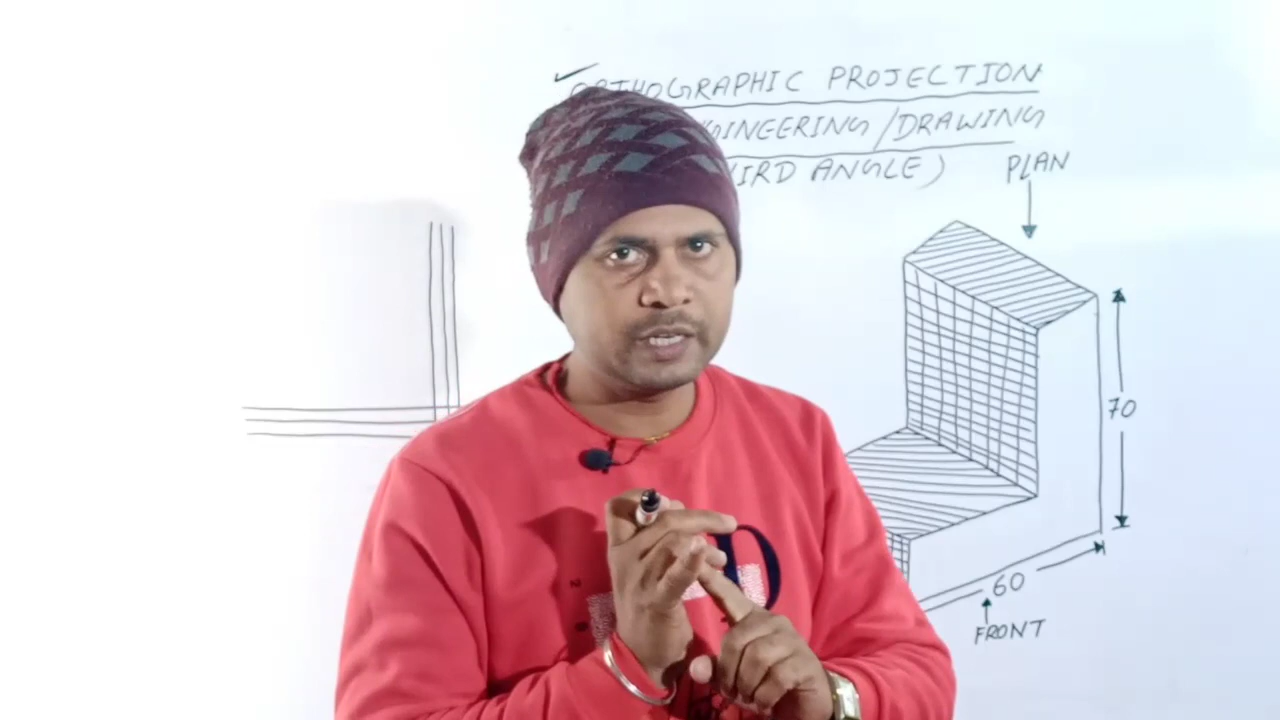 ORTHOGRAPHIC PROJECTION
/DRAWING
ANGLE)
PLAN
70
60
FRONT